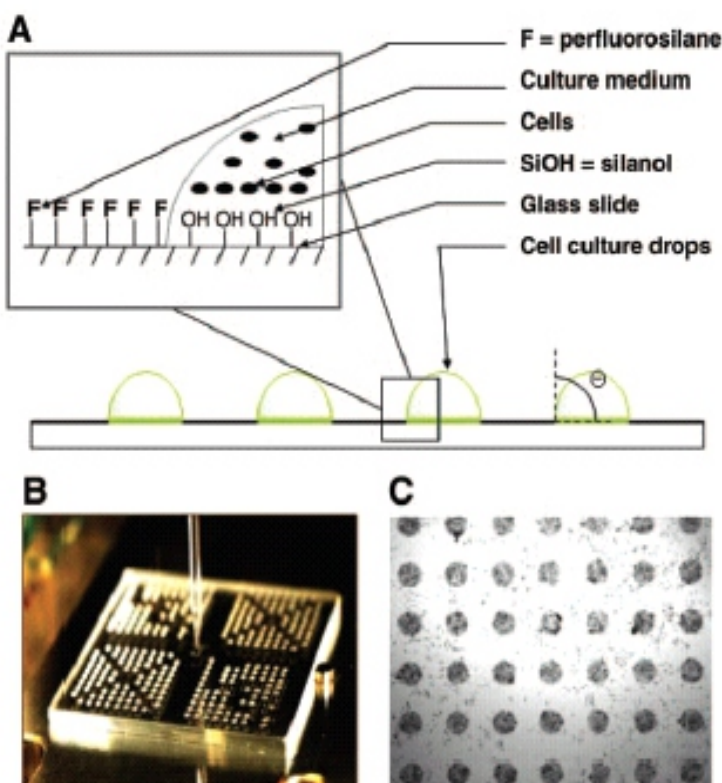 A
F = perfluorosilane
Culture medium
Cells
SiOH = silanol
Glass slide
Cell culture drops
F F F F F F
OH OH OH OH
Θ
B
C